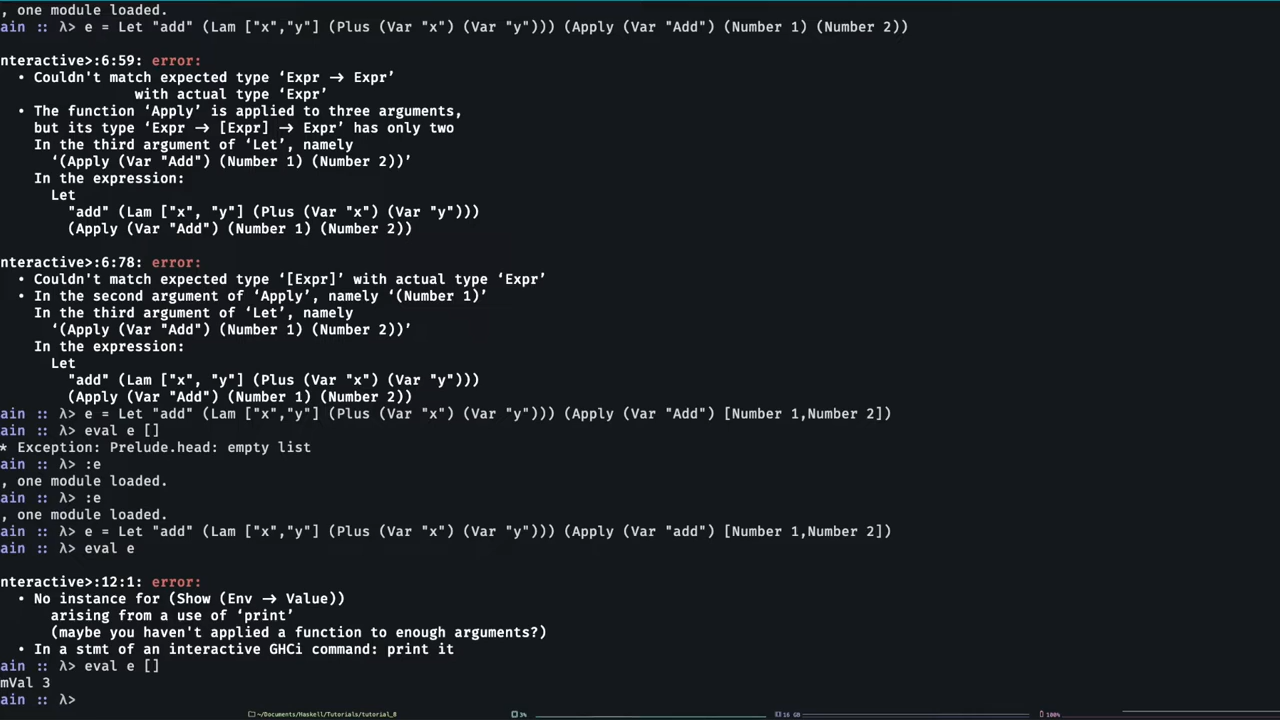 , one module loaded.
ain :: λ> e = Let "add" (Lam ["x","y"] (Plus (Var "x") (Var "y"))) (Apply (Var "Add") (Number 1) (Number 2))
nteractive>:6:59: error:
• Couldn't match expected type ‘Expr → Expr’
with actual type ‘Expr’
• The function ‘Apply’ is applied to three arguments,
but its type ‘Expr → [Expr] → Expr’ has only two
In the third argument of ‘Let’, namely
‘(Apply (Var "Add") (Number 1) (Number 2))’
In the expression:
Let
"add" (Lam ["x", "y"] (Plus (Var "x") (Var "y")))
(Apply (Var "Add") (Number 1) (Number 2))
nteractive>:6:78: error:
• Couldn't match expected type ‘[Expr]’ with actual type ‘Expr’
• In the second argument of ‘Apply’, namely ‘(Number 1)’
In the third argument of ‘Let’, namely
‘(Apply (Var "Add") (Number 1) (Number 2))’
In the expression:
Let
"add" (Lam ["x", "y"] (Plus (Var "x") (Var "y")))
(Apply (Var "Add") (Number 1) (Number 2))
ain :: λ> e = Let "add" (Lam ["x","y"] (Plus (Var "x") (Var "y"))) (Apply (Var "Add") [Number 1,Number 2])
ain :: λ> eval e []
* Exception: Prelude.head: empty list
ain :: λ> :e
, one module loaded.
ain :: λ> :e
, one module loaded.
ain :: λ> e = Let "add" (Lam ["x","y"] (Plus (Var "x") (Var "y"))) (Apply (Var "add") [Number 1,Number 2])
ain :: λ> eval e
nteractive>:12:1: error:
• No instance for (Show (Env → Value))
arising from a use of ‘print’
(maybe you haven't applied a function to enough arguments?)
• In a stmt of an interactive GHCi command: print it
ain :: λ> eval e []
mVal 3
ain :: λ>
~/Documents/Haskell/Tutorials/tutorial_8 3% 16 GB 100%